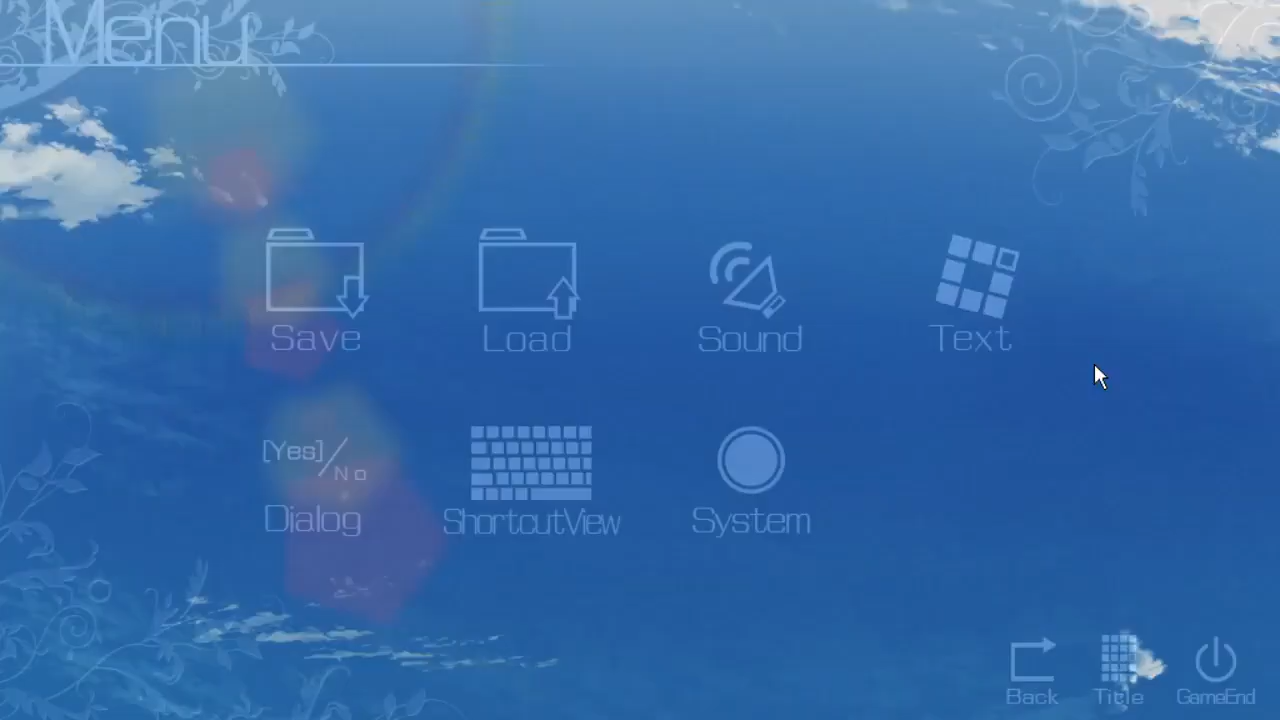 Menu
Save
Load
Sound
Text
[Yes]/No
Dialog
ShortcutView
System
Back
Title
GameEnd